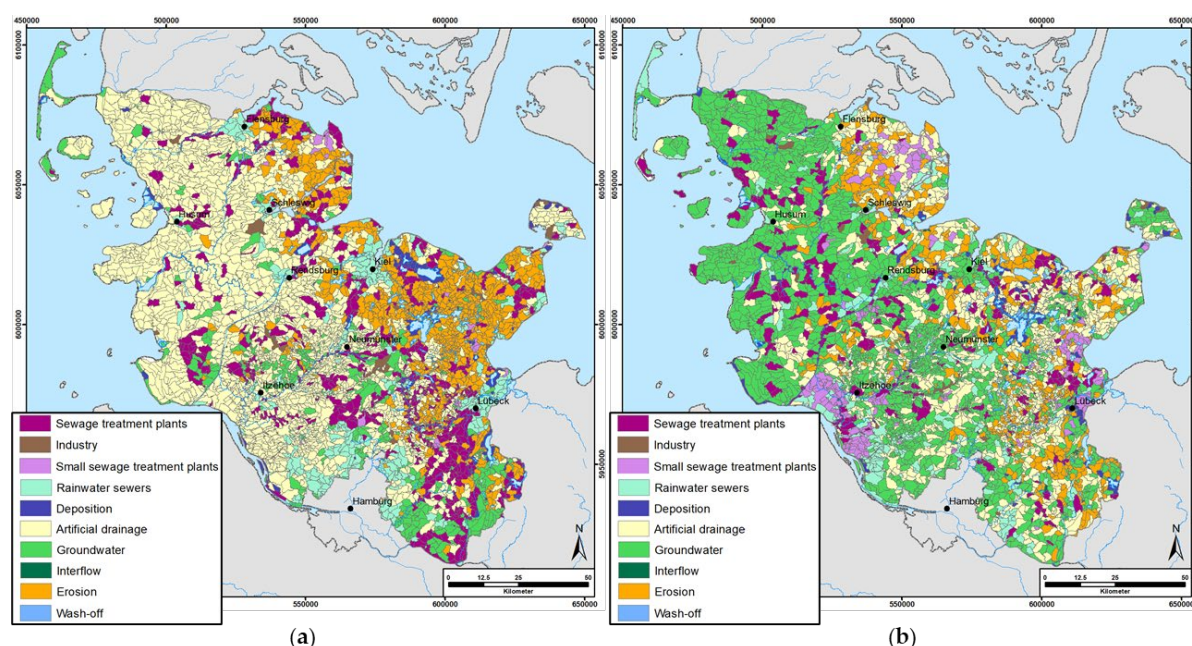 450000 500000 550000 600000 650000
6100000
6050000
6000000
5950000
Flensburg
Schleswig
Husum
Rendsburg
Kiel
Neumünster
Itzehoe
Lübeck
Hamburg
Sewage treatment plants
Industry
Small sewage treatment plants
Rainwater sewers
Deposition
Artificial drainage
Groundwater
Interflow
Erosion
Wash-off
N
0 12.5 25 50
Kilometer
550000 600000 650000
(a)
450000 500000 550000 600000 650000
6100000
6050000
6000000
5950000
Flensburg
Schleswig
Husum
Rendsburg
Kiel
Neumünster
Itzehoe
Lübeck
Hamburg
Sewage treatment plants
Industry
Small sewage treatment plants
Rainwater sewers
Deposition
Artificial drainage
Groundwater
Interflow
Erosion
Wash-off
N
0 12.5 25 50
Kilometer
550000 600000 650000
(b)